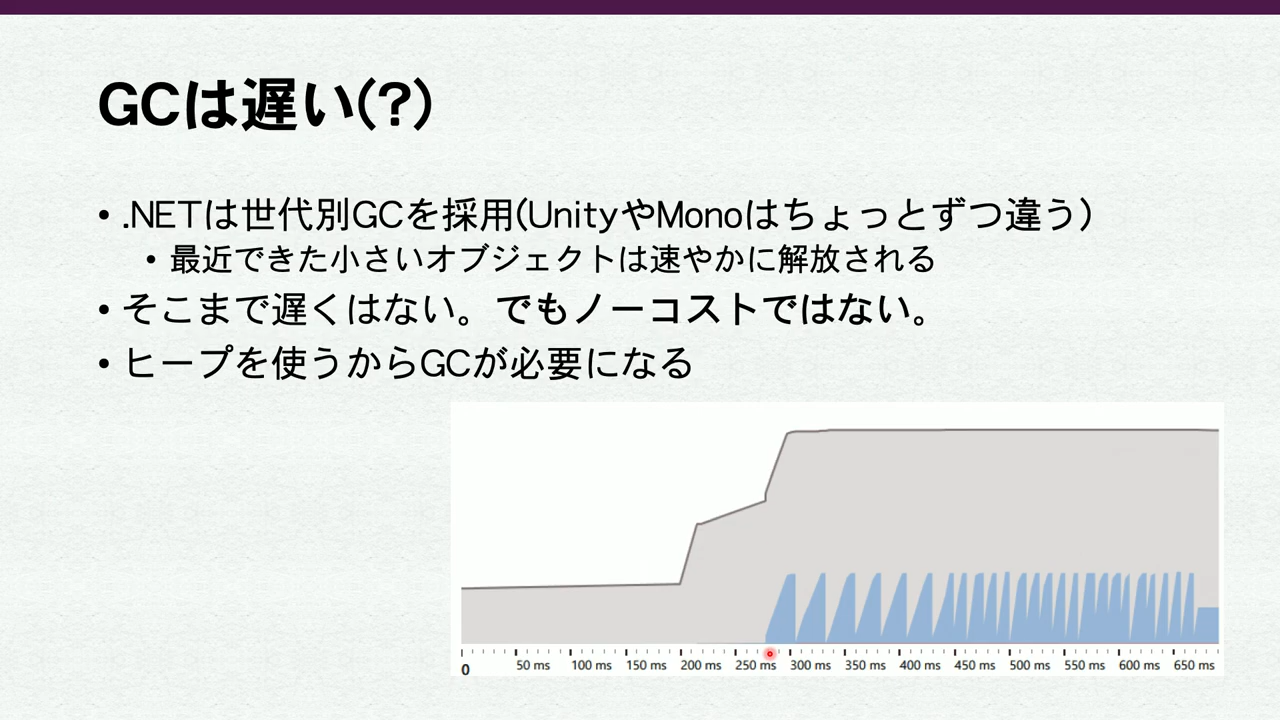 GCは遅い(?)
• .NETは世代別GCを採用(UnityやMonoはちょっとずつ違う)
• 最近できた小さいオブジェクトは速やかに解放される
• そこまで遅くはない。でもノーコストではない。
• ヒープを使うからGCが必要になる
0 50 ms 100 ms 150 ms 200 ms 250 ms 300 ms 350 ms 400 ms 450 ms 500 ms 550 ms 600 ms 650 ms